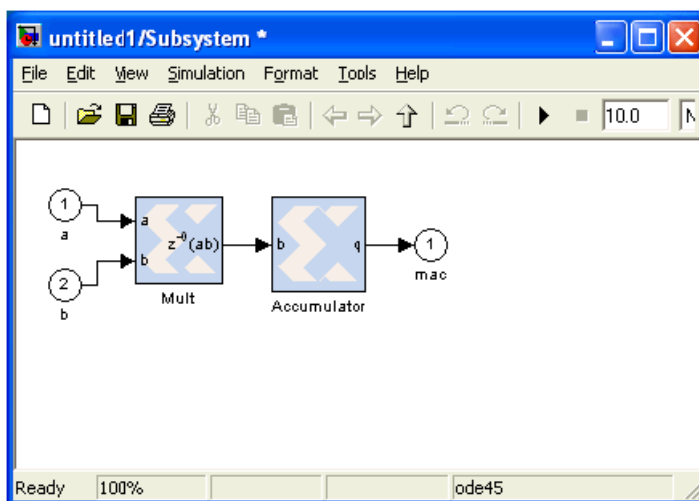 untitled1/Subsystem *
File Edit View Simulation Format Tools Help
10.0
1
a
a
z⁻⁰(ab)
b
Mult
2
b
b q
Accumulator
1
mac
Ready 100% ode45